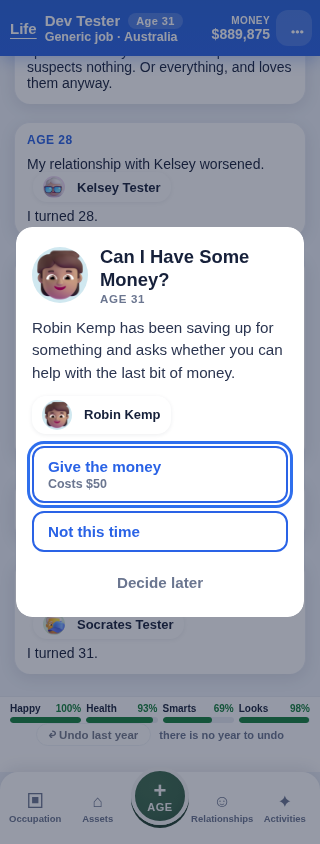 Life
Dev Tester Age 31
Generic job · Australia
MONEY
$889,875
suspects nothing. Or everything, and loves
them anyway.
AGE 28
My relationship with Kelsey worsened.
Kelsey Tester
I turned 28.
Can I Have Some
Money?
AGE 31
Robin Kemp has been saving up for
something and asks whether you can
help with the last bit of money.
Robin Kemp
Give the money
Costs $50
Not this time
Decide later
Socrates Tester
I turned 31.
Happy 100% Health 93% Smarts 69% Looks 98%
Undo last year there is no year to undo
+
AGE
Occupation Assets Relationships Activities